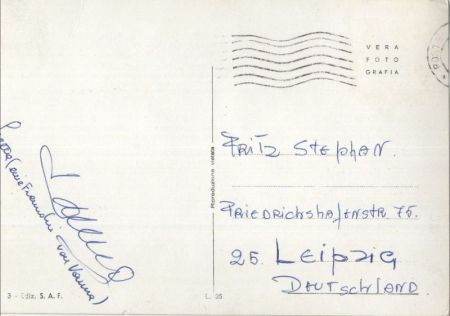 VERA
FOTO
GRAFIA
Riproduzione vietata
FRITZ STEPHAN.
FRIEDRICHSHAFENSTR. 75.
25. LEIPZIG
DEUTSCHLAND
3 - Ediz. S. A. F.
L. 35